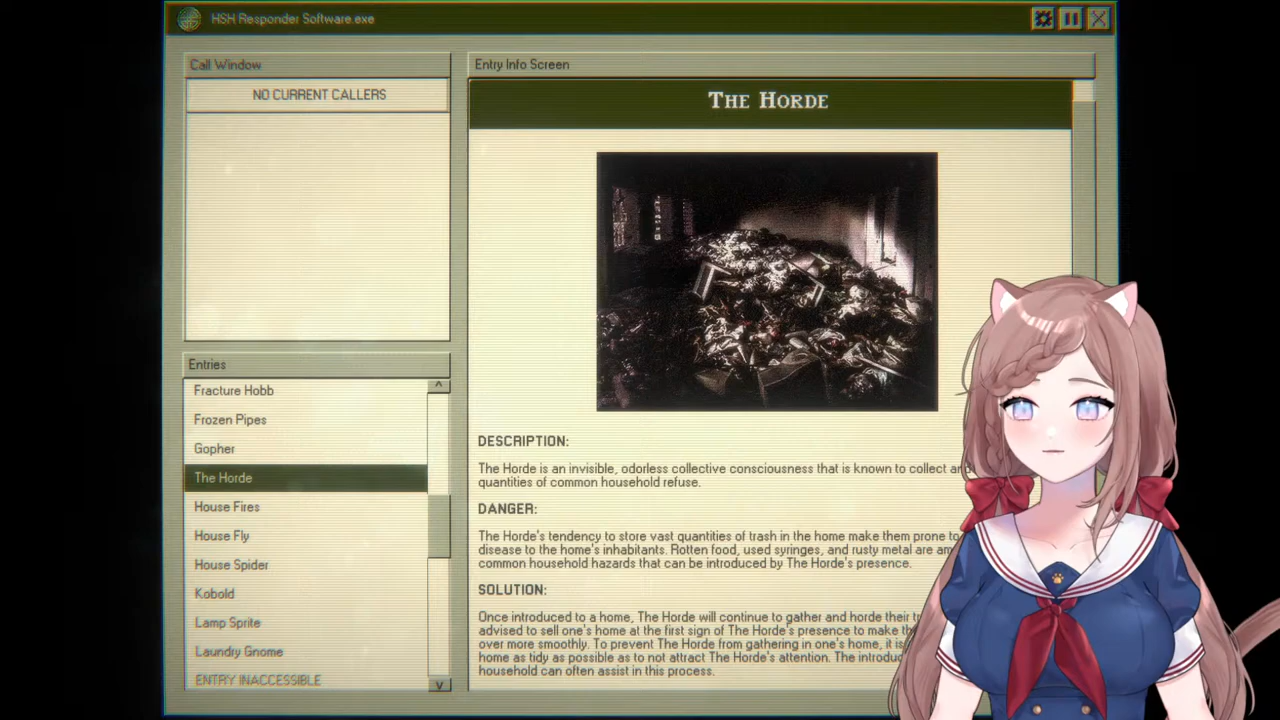 HSH Responder Software.exe
Call Window
NO CURRENT CALLERS
Entries
Fracture Hobb
Frozen Pipes
Gopher
The Horde
House Fires
House Fly
House Spider
Kobold
Lamp Sprite
Laundry Gnome
ENTRY INACCESSIBLE
Entry Info Screen
THE HORDE
DESCRIPTION:
The Horde is an invisible, odorless collective consciousness that is known to collect
quantities of common household refuse.
DANGER:
The Horde's tendency to store vast quantities of trash in the home make them prone to
disease to the home's inhabitants. Rotten food, used syringes, and rusty metal are
common household hazards that can be introduced by The Horde's presence.
SOLUTION:
Once introduced to a home, The Horde will continue to gather and horde their
advised to sell one's home at the first sign of The Horde's presence to make
over more smoothly. To prevent The Horde from gathering in one's home, it is
home as tidy as possible as to not attract The Horde's attention. The
household can often assist in this process.